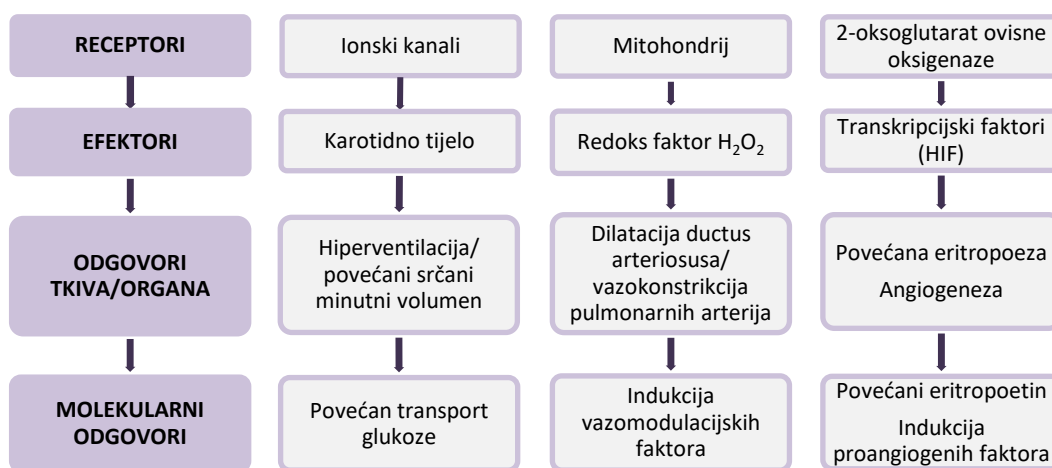 RECEPTORI
Ionski kanali
Mitohondrij
2-oksoglutarat ovisne
oksigenaze
EFEKTORI
Karotidno tijelo
Redoks faktor H₂O₂
Transkripcijski faktori
(HIF)
ODGOVORI
TKIVA/ORGANA
Hiperventilacija/
povećani srčani
minutni volumen
Dilatacija ductus
arteriosusa/
vazokonstrikcija
pulmonarnih arterija
Povećana eritropoeza
Angiogeneza
MOLEKULARNI
ODGOVORI
Povećan transport
glukoze
Indukcija
vazomodulacijskih
faktora
Povećani eritropoetin
Indukcija
proangiogenih faktora